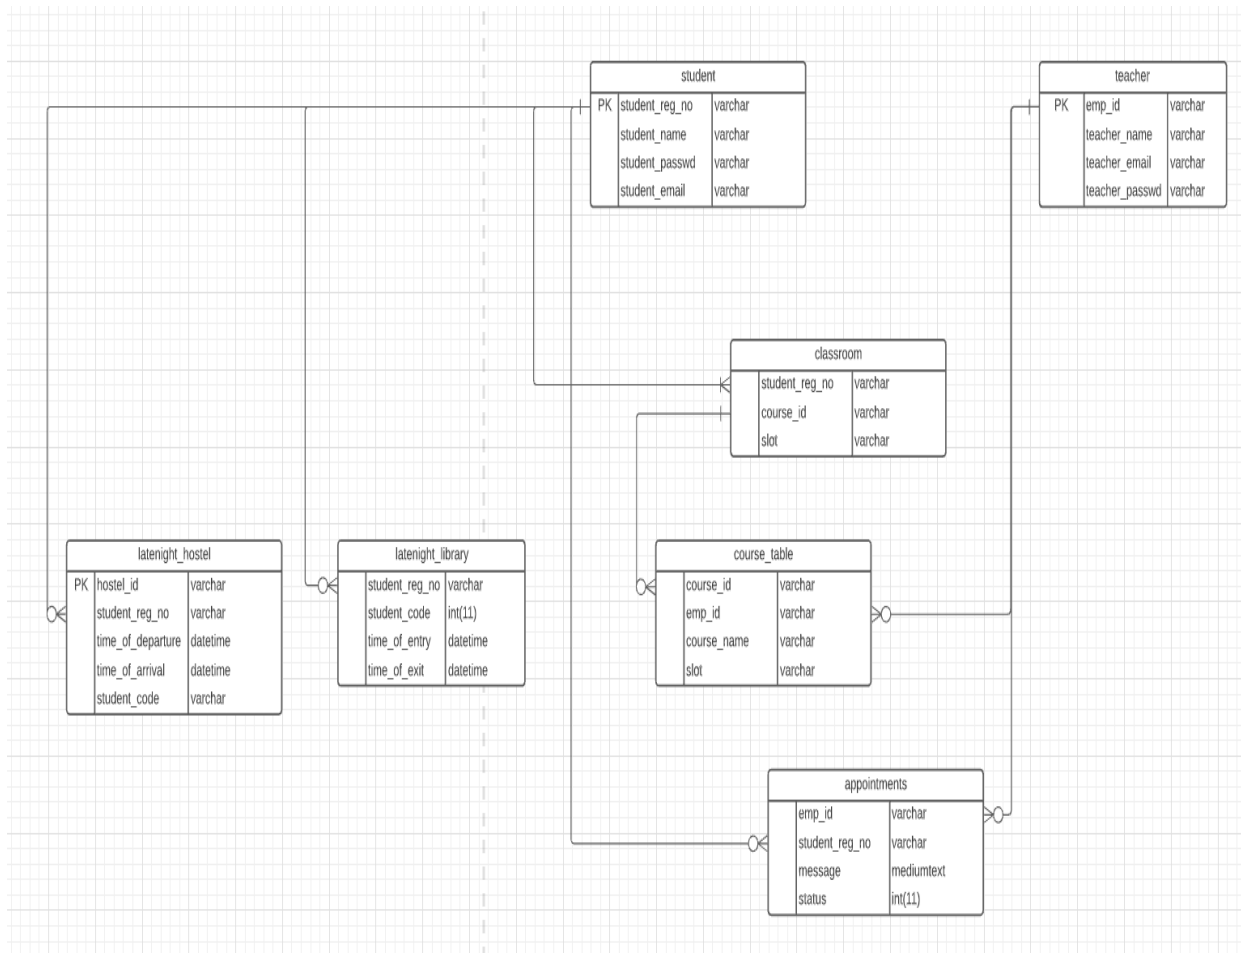 student
PK student_reg_no varchar
student_name varchar
student_passwd varchar
student_email varchar
teacher
PK emp_id varchar
teacher_name varchar
teacher_email varchar
teacher_passwd varchar
classroom
student_reg_no varchar
course_id varchar
slot varchar
latenight_hostel
PK hostel_id varchar
student_reg_no varchar
time_of_departure datetime
time_of_arrival datetime
student_code varchar
latenight_library
student_reg_no varchar
student_code int(11)
time_of_entry datetime
time_of_exit datetime
course_table
course_id varchar
emp_id varchar
course_name varchar
slot varchar
appointments
emp_id varchar
student_reg_no varchar
message mediumtext
status int(11)